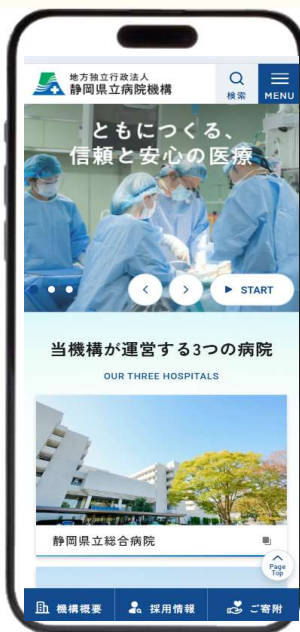 地方独立行政法人
静岡県立病院機構
検索
MENU
ともにつくる、
信頼と安心の医療
START
当機構が運営する3つの病院
OUR THREE HOSPITALS
静岡県立総合病院
Page
Top
機構概要
採用情報
ご寄附